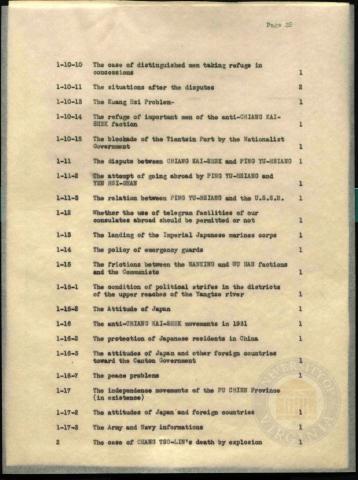 Page 39
1-10-10 The case of distinguished men taking refuge in
concessions 1
1-10-11 The situations after the disputes 2
1-10-13 The Kuang Hsi Problem- 1
1-10-14 The refuge of important men of the anti-CHIANG KAI-
SHEK faction 1
1-10-15 The blockade of the Tientsin Port by the Nationalist
Government 1
1-11 The dispute between CHIANG KAI-SHEK and PING YU-HSIANG 1
1-11-2 The attempt of going abroad by PING YU-HSIANG and
YEN HSI-SHAN 1
1-11-3 The relation between PING YU-HSIANG and the U.S.S.R. 1
1-12 Whether the use of telegram facilities of our
consulates abroad should be permitted or not 1
1-13 The landing of the Imperial Japanese marines corps 1
1-14 The policy of emergency guards 1
1-15 The frictions between the NANKING and WU HAN factions
and the Communists 1
1-15-1 The condition of political strifes in the districts
of the upper reaches of the Yangtze river 1
1-15-2 The Attitude of Japan 1
1-16 The anti-CHIANG KAI-SHEK movements in 1931 1
1-16-2 The protection of Japanese residents in China 1
1-16-5 The attitudes of Japan and other foreign countries
toward the Canton Government 1
1-16-7 The peace problems 1
1-17 The independence movements of the FU CHIEN Province
(in existence) 1
1-17-2 The attitudes of Japan and foreign countries 1
1-17-3 The Army and Navy informations 1
2 The case of CHANG TSO-LIN's death by explosion 1
VIRGINIA